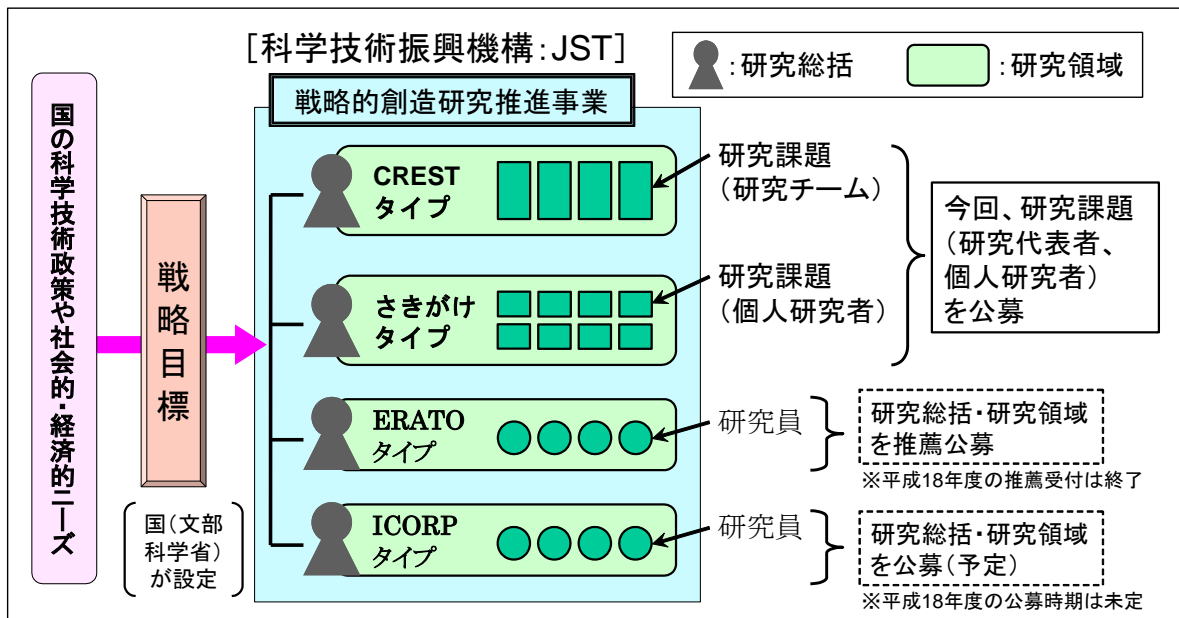 [科学技術振興機構:JST]
:研究総括
:研究領域
国の科学技術政策や社会的・経済的ニーズ
戦略目標
国(文部
科学省)
が設定
戦略的創造研究推進事業
CREST
タイプ
研究課題
(研究チーム)
さきがけ
タイプ
研究課題
(個人研究者)
今回、研究課題
(研究代表者、
個人研究者)
を公募
ERATO
タイプ
研究員
研究総括・研究領域
を推薦公募
※平成18年度の推薦受付は終了
ICORP
タイプ
研究員
研究総括・研究領域
を公募(予定)
※平成18年度の公募時期は未定